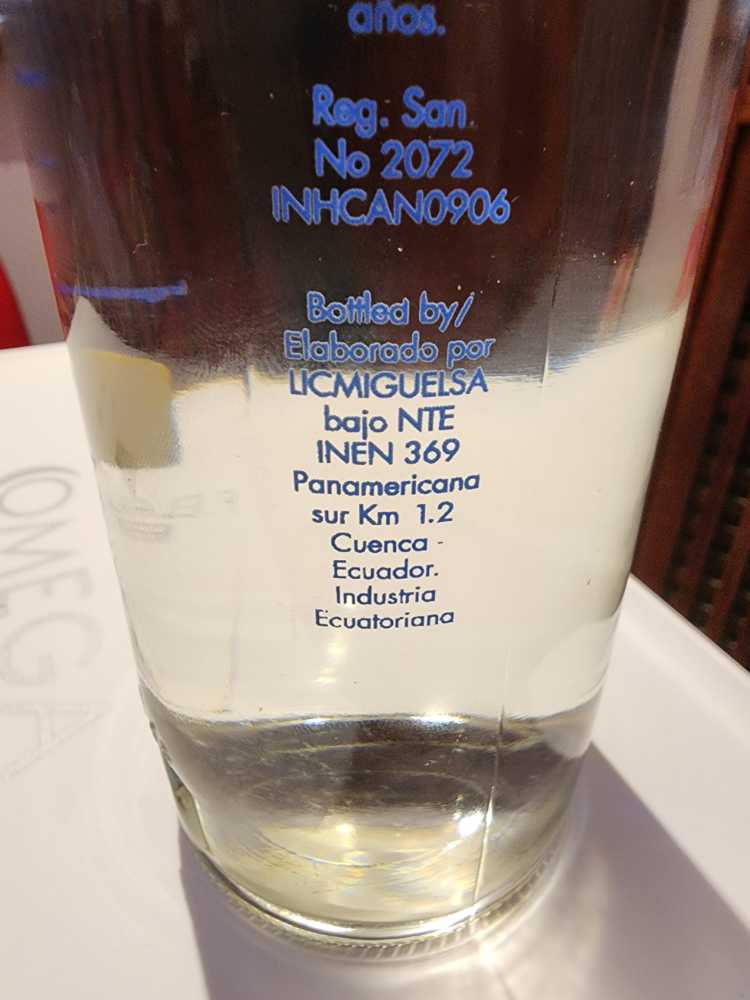 años.
Reg. San.
No 2072
INHCAN0906
Bottled by/
Elaborado por
LICMIGUELSA
bajo NTE
INEN 369
Panamericana
sur Km 1.2
Cuenca -
Ecuador.
Industria
Ecuatoriana
OMEGA